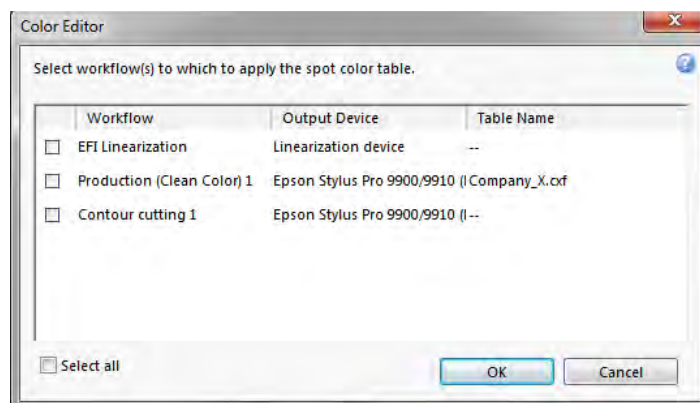 Color Editor
x
Select workflow(s) to which to apply the spot color table.
?
Workflow Output Device Table Name
EFI Linearization Linearization device --
Production (Clean Color) 1 Epson Stylus Pro 9900/9910 (I Company_X.cxf
Contour cutting 1 Epson Stylus Pro 9900/9910 (I --
Select all OK Cancel